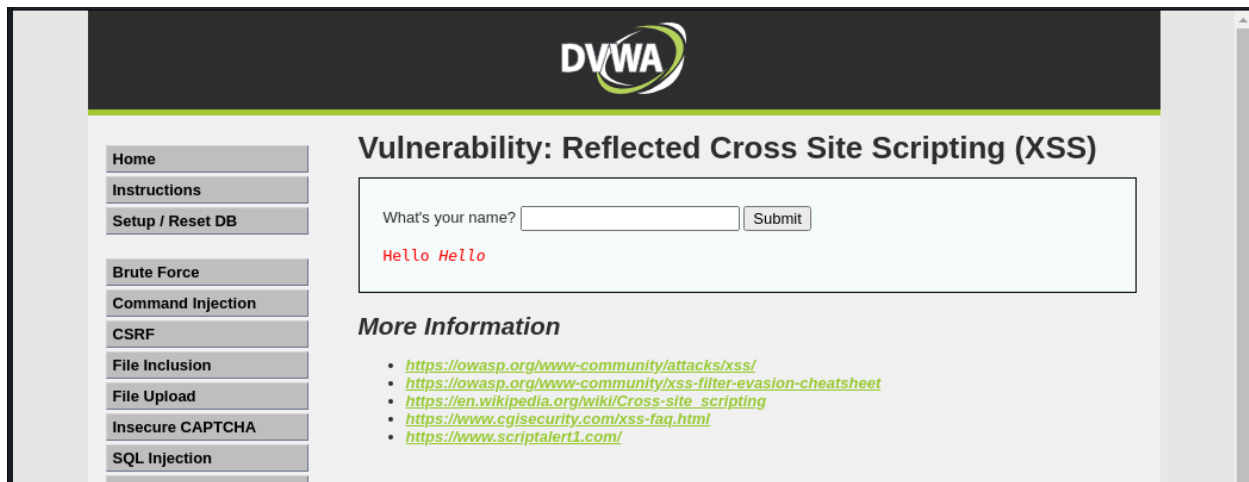 DVWA
Vulnerability: Reflected Cross Site Scripting (XSS)
Home
Instructions
Setup / Reset DB
Brute Force
Command Injection
CSRF
File Inclusion
File Upload
Insecure CAPTCHA
SQL Injection
What's your name? Submit
Hello Hello
More Information
https://owasp.org/www-community/attacks/xss/
https://owasp.org/www-community/xss-filter-evasion-cheatsheet
https://en.wikipedia.org/wiki/Cross-site_scripting
https://www.cgisecurity.com/xss-faq.html
https://www.scriptalert1.com/